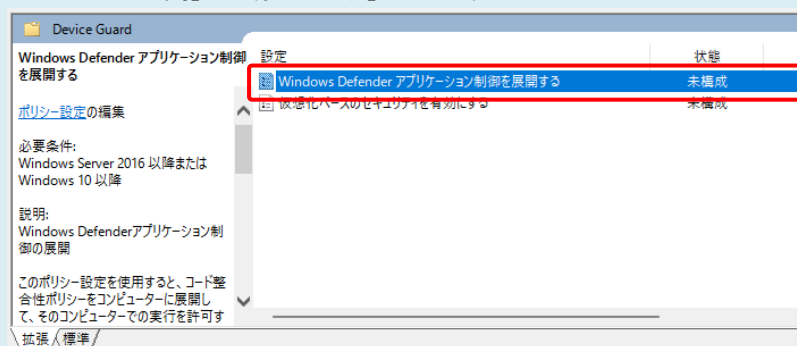 Device Guard
Windows Defender アプリケーション制御
を展開する
ポリシー設定の編集
必要条件:
Windows Server 2016 以降または
Windows 10 以降
説明:
Windows Defenderアプリケーション制
御の展開
このポリシー設定を使用すると、コード整
合性ポリシーをコンピューターに展開し
て、そのコンピューターでの実行を許可す
設定 状態
Windows Defender アプリケーション制御を展開する 未構成
仮想化ベースのセキュリティを有効にする 未構成
拡張 標準